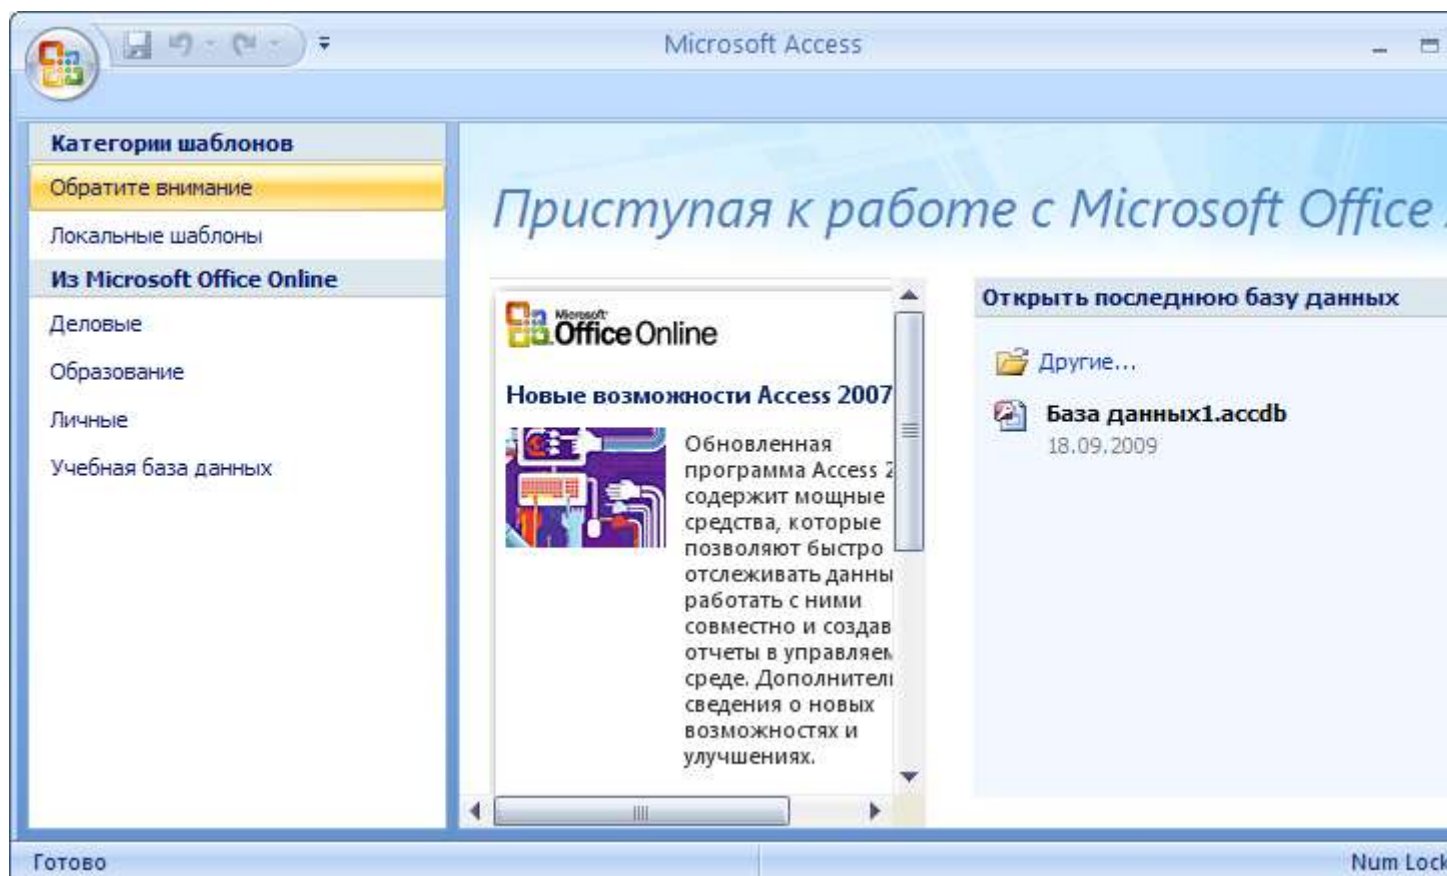 Microsoft Access
Категории шаблонов
Обратите внимание
Локальные шаблоны
Из Microsoft Office Online
Деловые
Образование
Личные
Учебная база данных
Приступая к работе с Microsoft Office
Microsoft
Office Online
Новые возможности Access 2007
Обновленная
программа Access 2
содержит мощные
средства, которые
позволяют быстро
отслеживать данны
работать с ними
совместно и создав
отчеты в управляем
среде. Дополнител
сведения о новых
возможностях и
улучшениях.
Открыть последнюю базу данных
Другие...
База данных1.accdb
18.09.2009
Готово
Num Lock